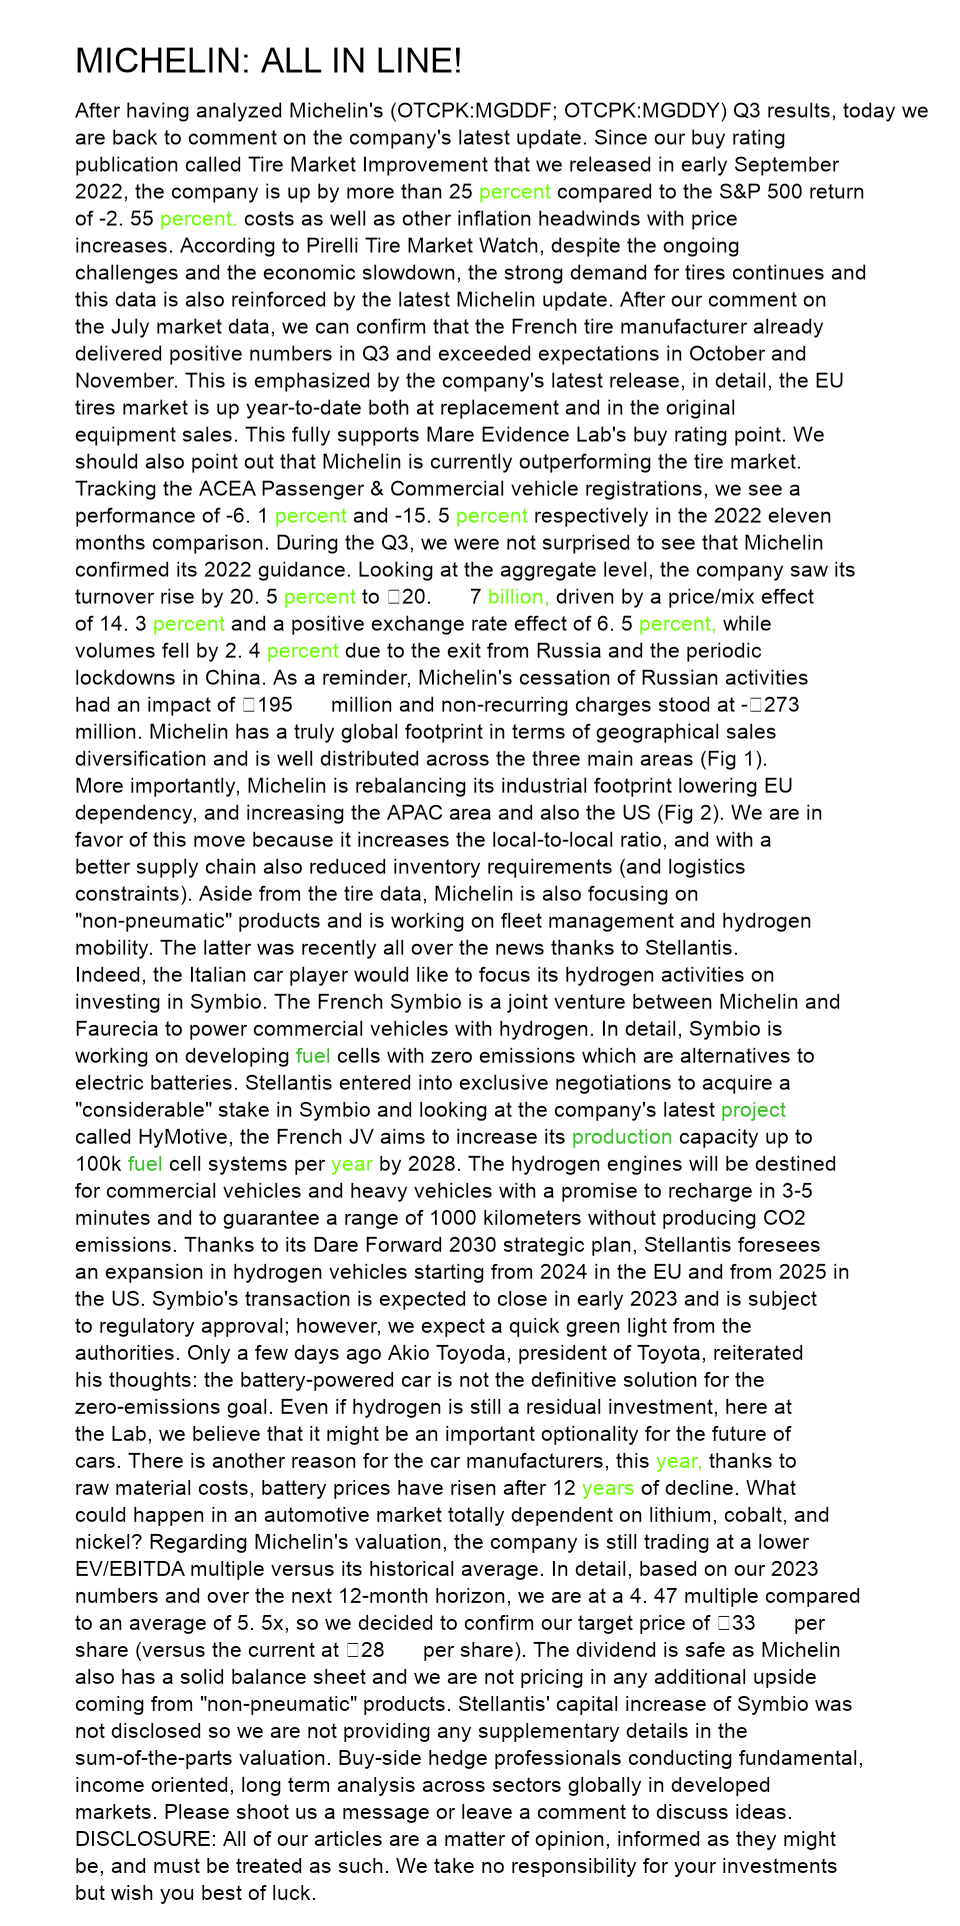 MICHELIN: ALL IN LINE!
After having analyzed Michelin's (OTCPK:MGDDF; OTCPK:MGDDY) Q3 results, today we
are back to comment on the company's latest update. Since our buy rating
publication called Tire Market Improvement that we released in early September
2022, the company is up by more than 25 percent compared to the S&P 500 return
of -2. 55 percent. costs as well as other inflation headwinds with price
increases. According to Pirelli Tire Market Watch, despite the ongoing
challenges and the economic slowdown, the strong demand for tires continues and
this data is also reinforced by the latest Michelin update. After our comment on
the July market data, we can confirm that the French tire manufacturer already
delivered positive numbers in Q3 and exceeded expectations in October and
November. This is emphasized by the company's latest release, in detail, the EU
tires market is up year-to-date both at replacement and in the original
equipment sales. This fully supports Mare Evidence Lab's buy rating point. We
should also point out that Michelin is currently outperforming the tire market.
Tracking the ACEA Passenger & Commercial vehicle registrations, we see a
performance of -6. 1 percent and -15. 5 percent respectively in the 2022 eleven
months comparison. During the Q3, we were not surprised to see that Michelin
confirmed its 2022 guidance. Looking at the aggregate level, the company saw its
turnover rise by 20. 5 percent to □20. 7 billion, driven by a price/mix effect
of 14. 3 percent and a positive exchange rate effect of 6. 5 percent, while
volumes fell by 2. 4 percent due to the exit from Russia and the periodic
lockdowns in China. As a reminder, Michelin's cessation of Russian activities
had an impact of □195 million and non-recurring charges stood at -□273
million. Michelin has a truly global footprint in terms of geographical sales
diversification and is well distributed across the three main areas (Fig 1).
More importantly, Michelin is rebalancing its industrial footprint lowering EU
dependency, and increasing the APAC area and also the US (Fig 2). We are in
favor of this move because it increases the local-to-local ratio, and with a
better supply chain also reduced inventory requirements (and logistics
constraints). Aside from the tire data, Michelin is also focusing on
"non-pneumatic" products and is working on fleet management and hydrogen
mobility. The latter was recently all over the news thanks to Stellantis.
Indeed, the Italian car player would like to focus its hydrogen activities on
investing in Symbio. The French Symbio is a joint venture between Michelin and
Faurecia to power commercial vehicles with hydrogen. In detail, Symbio is
working on developing fuel cells with zero emissions which are alternatives to
electric batteries. Stellantis entered into exclusive negotiations to acquire a
"considerable" stake in Symbio and looking at the company's latest project
called HyMotive, the French JV aims to increase its production capacity up to
100k fuel cell systems per year by 2028. The hydrogen engines will be destined
for commercial vehicles and heavy vehicles with a promise to recharge in 3-5
minutes and to guarantee a range of 1000 kilometers without producing CO2
emissions. Thanks to its Dare Forward 2030 strategic plan, Stellantis foresees
an expansion in hydrogen vehicles starting from 2024 in the EU and from 2025 in
the US. Symbio's transaction is expected to close in early 2023 and is subject
to regulatory approval; however, we expect a quick green light from the
authorities. Only a few days ago Akio Toyoda, president of Toyota, reiterated
his thoughts: the battery-powered car is not the definitive solution for the
zero-emissions goal. Even if hydrogen is still a residual investment, here at
the Lab, we believe that it might be an important optionality for the future of
cars. There is another reason for the car manufacturers, this year, thanks to
raw material costs, battery prices have risen after 12 years of decline. What
could happen in an automotive market totally dependent on lithium, cobalt, and
nickel? Regarding Michelin's valuation, the company is still trading at a lower
EV/EBITDA multiple versus its historical average. In detail, based on our 2023
numbers and over the next 12-month horizon, we are at a 4. 47 multiple compared
to an average of 5. 5x, so we decided to confirm our target price of □33 per
share (versus the current at □28 per share). The dividend is safe as Michelin
also has a solid balance sheet and we are not pricing in any additional upside
coming from "non-pneumatic" products. Stellantis' capital increase of Symbio was
not disclosed so we are not providing any supplementary details in the
sum-of-the-parts valuation. Buy-side hedge professionals conducting fundamental,
income oriented, long term analysis across sectors globally in developed
markets. Please shoot us a message or leave a comment to discuss ideas.
DISCLOSURE: All of our articles are a matter of opinion, informed as they might
be, and must be treated as such. We take no responsibility for your investments
but wish you best of luck.